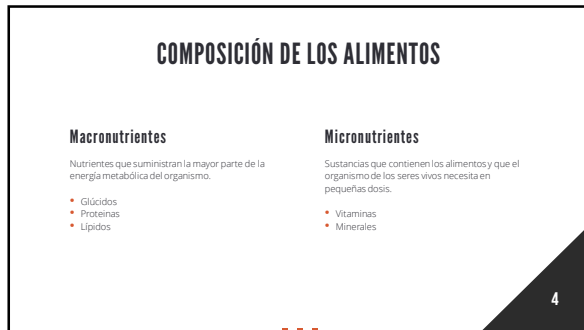 COMPOSICIÓN DE LOS ALIMENTOS
Macronutrientes
Nutrientes que suministran la mayor parte de la
energía metabólica del organismo.
• Glúcidos
• Proteinas
• Lípidos
Micronutrientes
Sustancias que contienen los alimentos y que el
organismo de los seres vivos necesita en
pequeñas dosis.
• Vitaminas
• Minerales
4